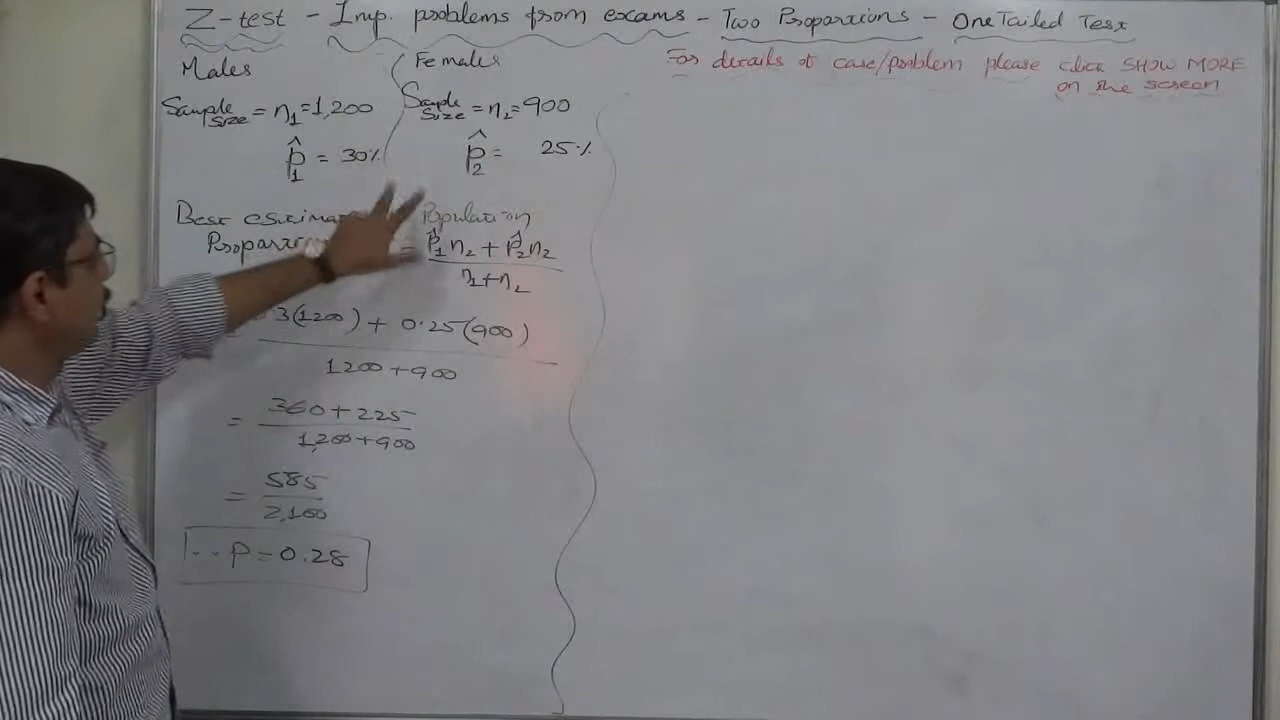 Z-test - Imp. problems from exams - Two Proportions - One Tailed Test
For details of case/problem please click SHOW MORE
on the screen
Males
Sample Size = n₁ = 1,200
p̂₁ = 30%
Females
Sample Size = n₂ = 900
p̂₂ = 25%
Best Population
= p̂₁n₂ + p̂₂n₂
n₁+n₂
3(1200) + 0.25(900)
1200+900
= 360+225
1,200+900
= 585
2,100
∴ p = 0.28